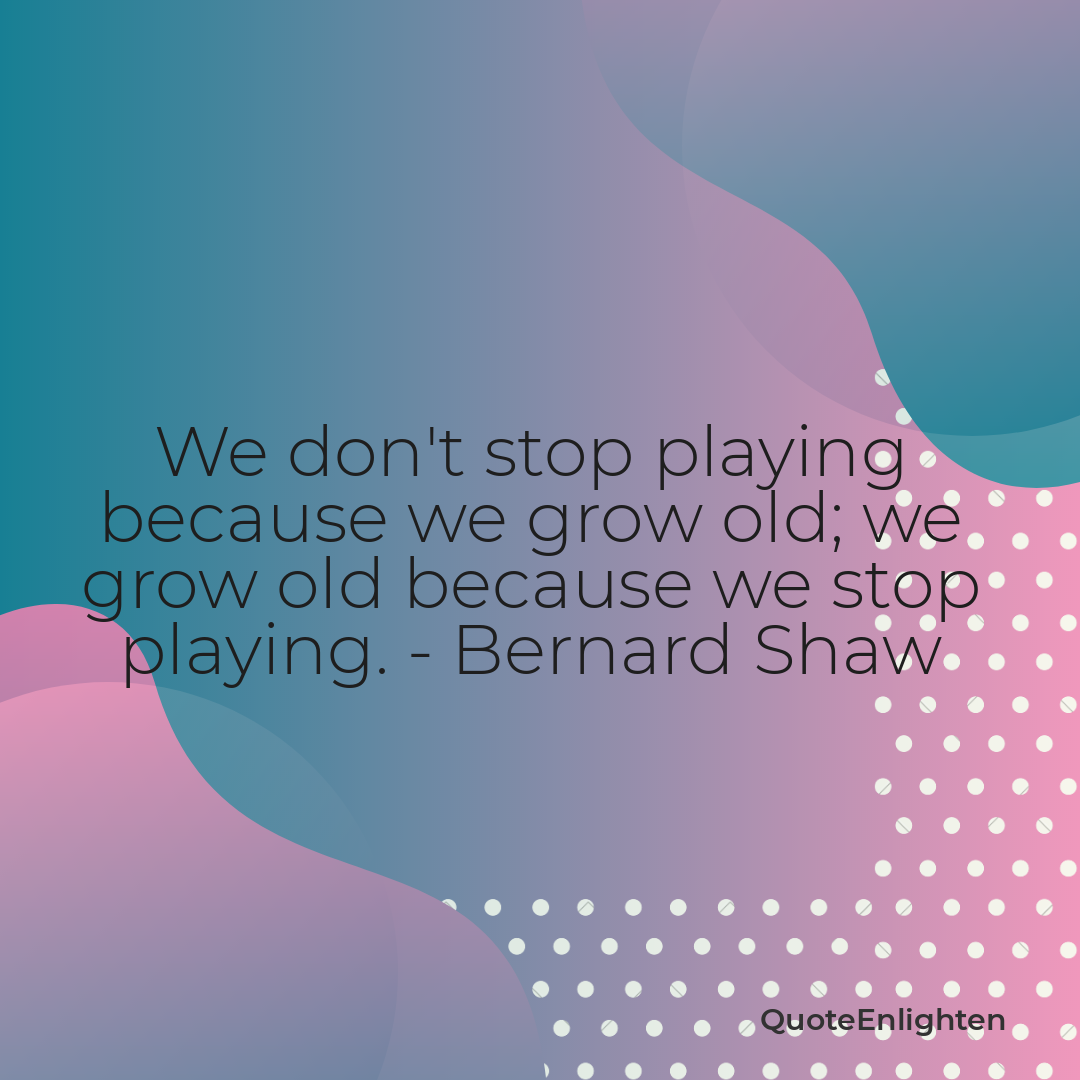 We don't stop playing
because we grow old; we
grow old because we stop
playing. - Bernard Shaw
QuoteEnlighten